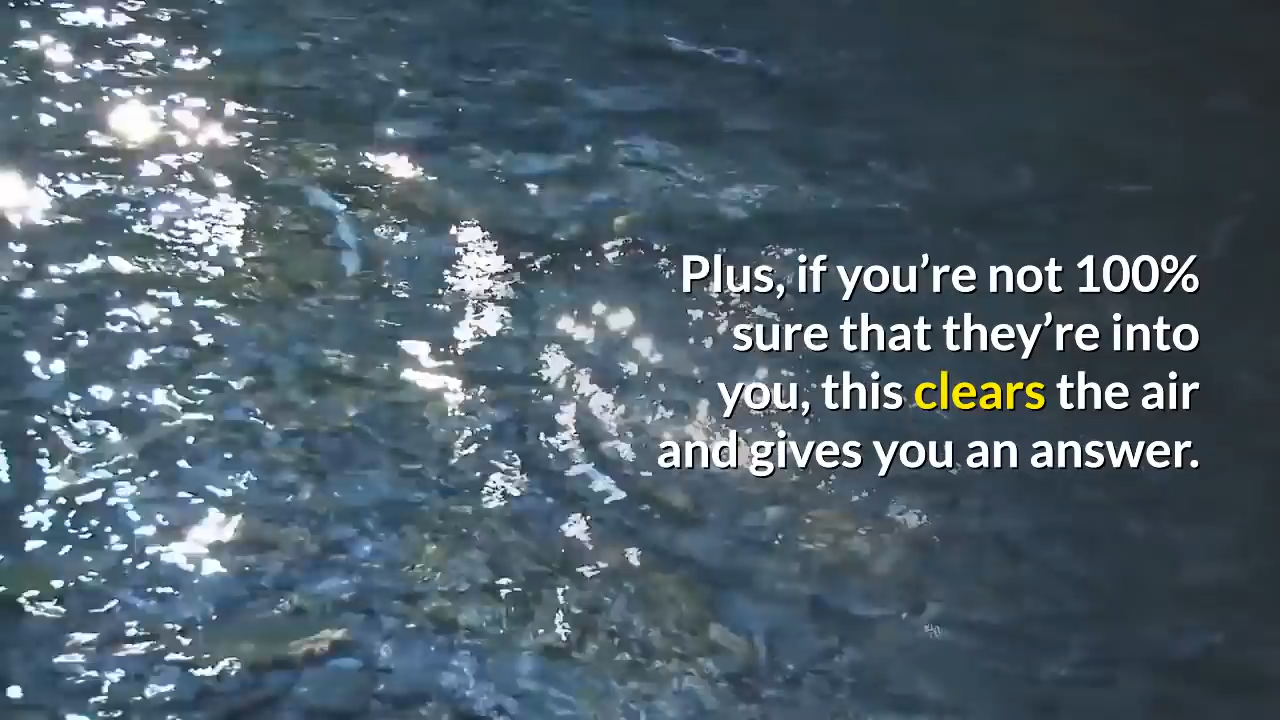 Plus, if you’re not 100%
sure that they’re into
you, this clears the air
and gives you an answer.